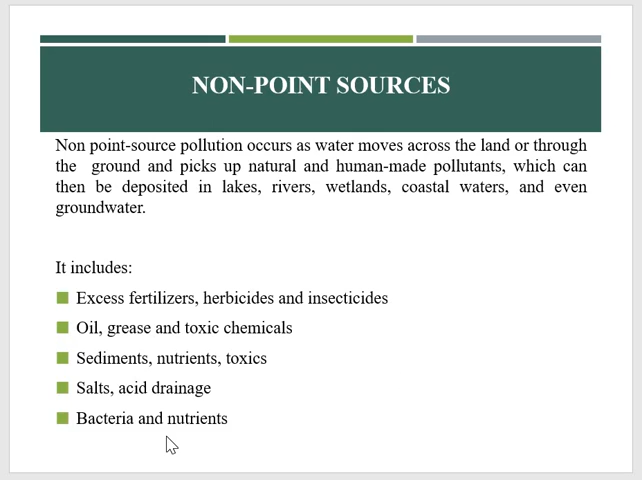 NON-POINT SOURCES
Non point-source pollution occurs as water moves across the land or through
the ground and picks up natural and human-made pollutants, which can
then be deposited in lakes, rivers, wetlands, coastal waters, and even
groundwater.
It includes:
Excess fertilizers, herbicides and insecticides
Oil, grease and toxic chemicals
Sediments, nutrients, toxics
Salts, acid drainage
Bacteria and nutrients